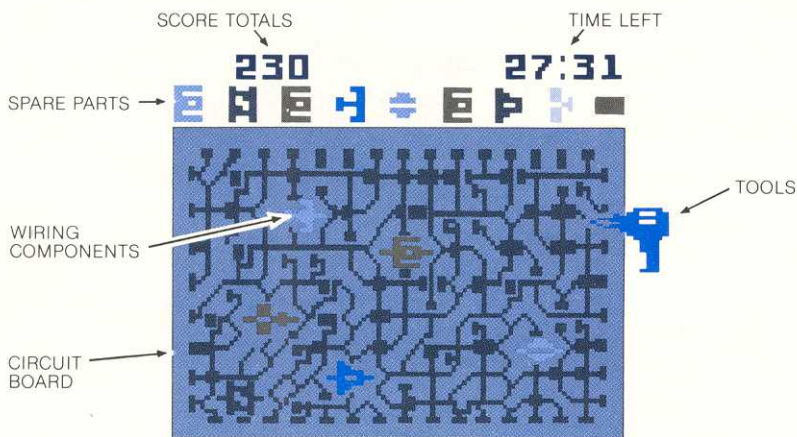 SCORE TOTALS
TIME LEFT
230
27:31
SPARE PARTS
TOOLS
WIRING
COMPONENTS
CIRCUIT
BOARD